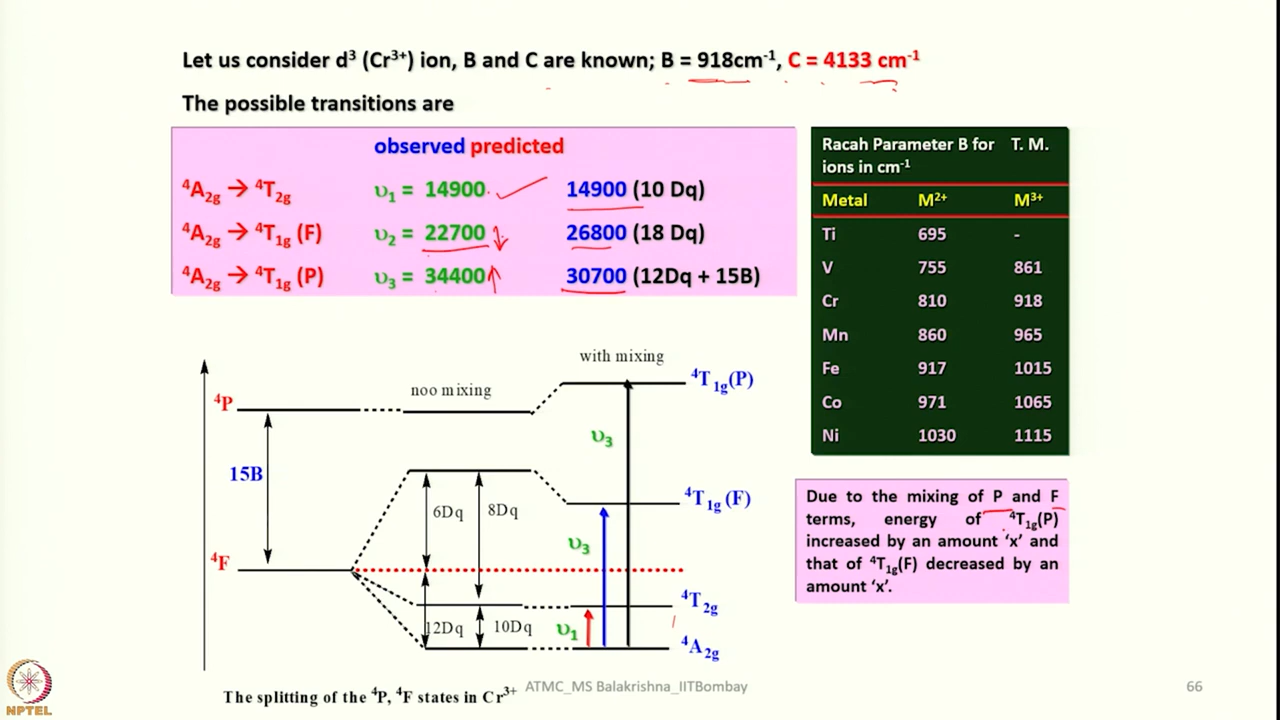 Let us consider d³ (Cr³⁺) ion, B and C are known; B = 918cm⁻¹, C = 4133 cm⁻¹
The possible transitions are
observed predicted
⁴A₂g → ⁴T₂g υ₁ = 14900 14900 (10 Dq)
⁴A₂g → ⁴T₁g (F) υ₂ = 22700 26800 (18 Dq)
⁴A₂g → ⁴T₁g (P) υ₃ = 34400 30700 (12Dq + 15B)
Racah Parameter B for T. M.
ions in cm⁻¹
Metal M²⁺ M³⁺
Ti 695 -
V 755 861
Cr 810 918
Mn 860 965
Fe 917 1015
Co 971 1065
Ni 1030 1115
with mixing
⁴P noo mixing ⁴T₁g(P)
υ₃
15B
6Dq 8Dq ⁴T₁g (F)
υ₃
⁴F
⁴T₂g
12Dq 10Dq υ₁
⁴A₂g
The splitting of the ⁴P, ⁴F states in Cr³⁺
Due to the mixing of P and F
terms, energy of ⁴T₁g(P)
increased by an amount ‘x’ and
that of ⁴T₁g(F) decreased by an
amount ‘x’.
NPTEL
ATMC_MS Balakrishna_IITBombay
66